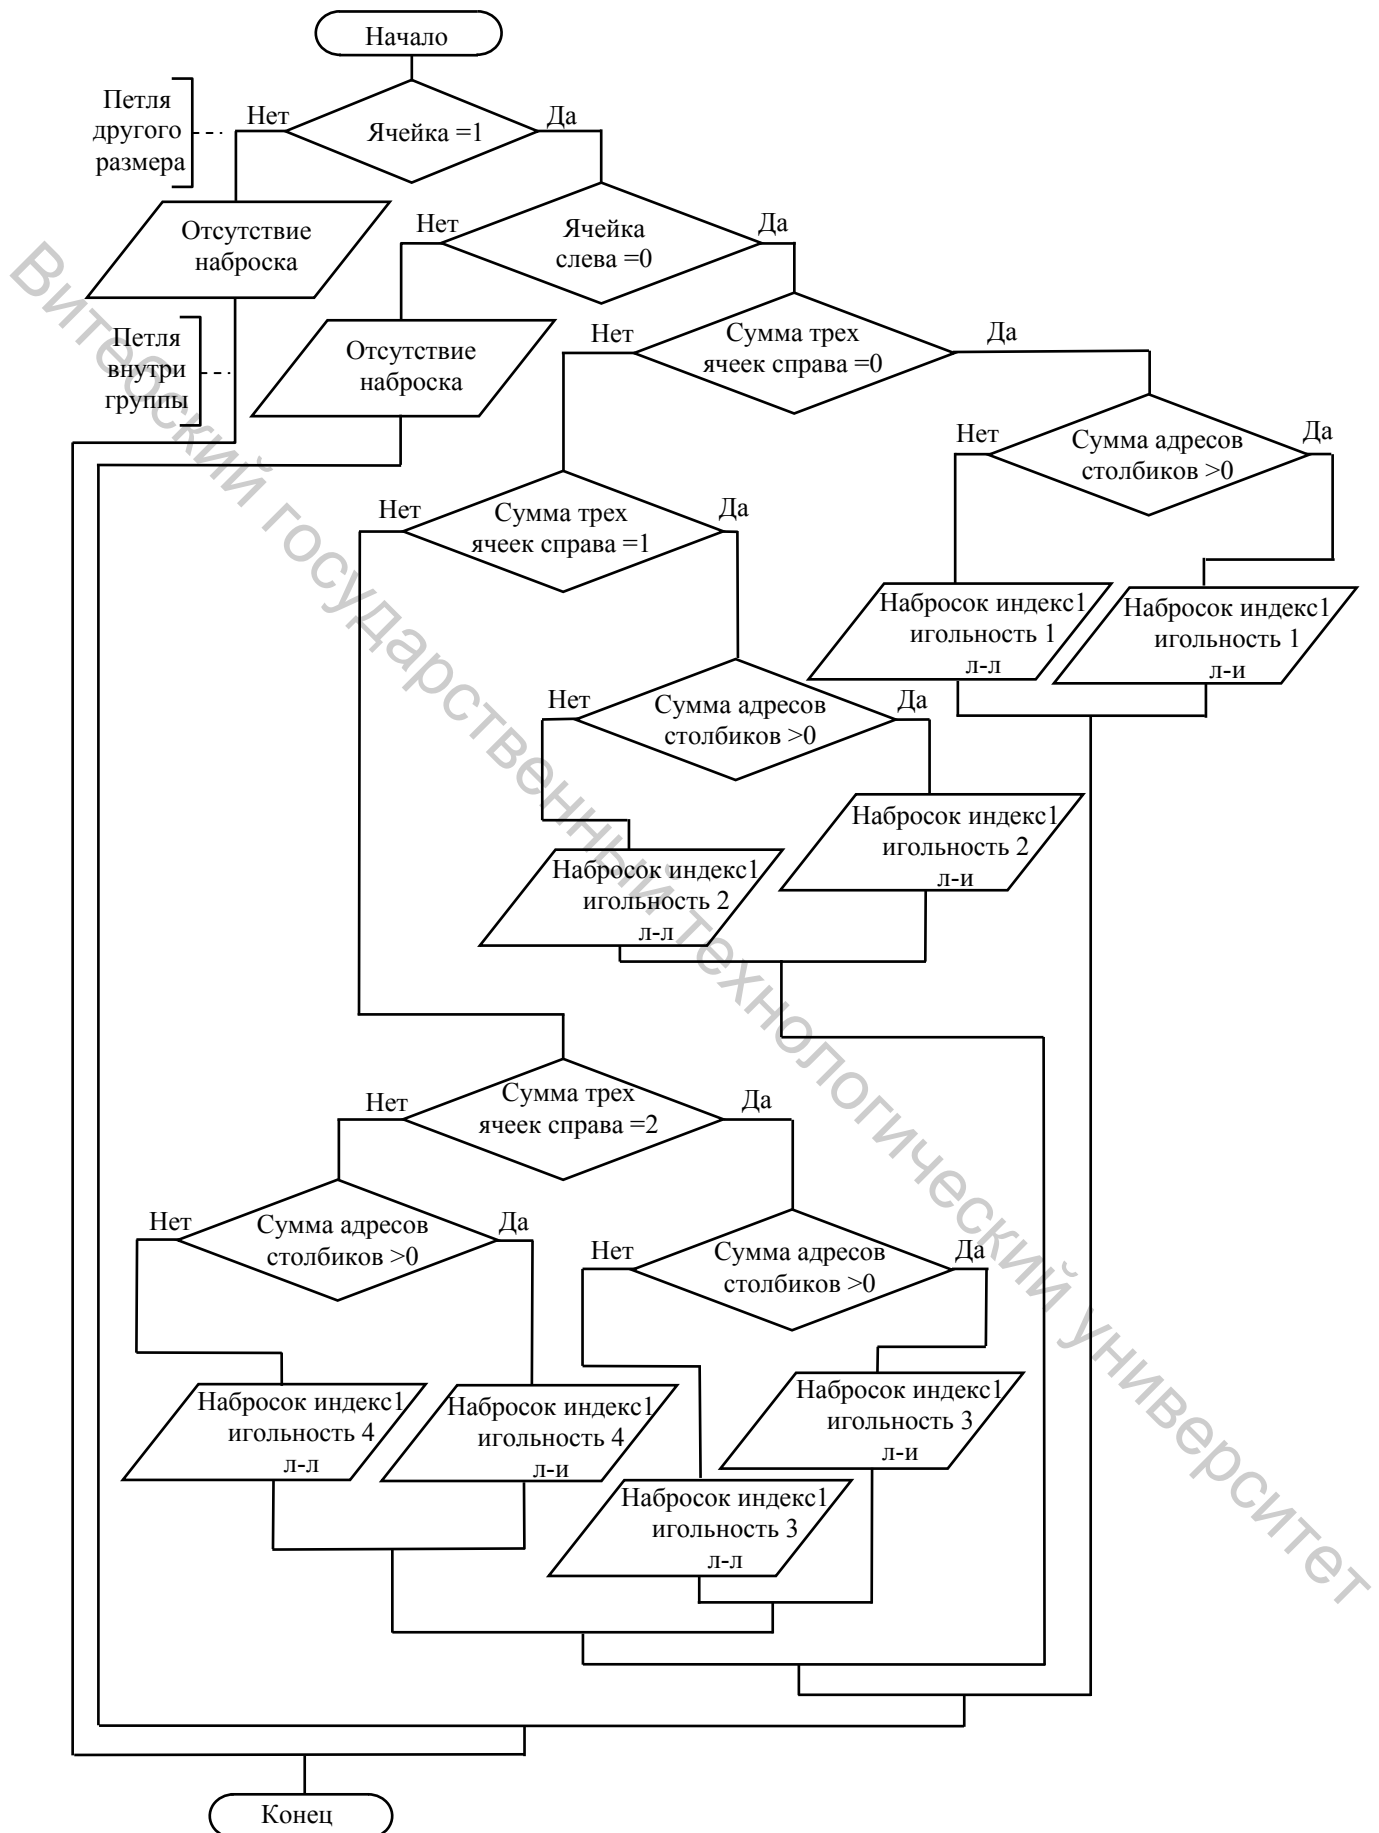 Начало
Петля
другого
размера
Нет
Да
Ячейка =1
Отсутствие
наброска
Нет
Да
Ячейка
слева =0
Петля
внутри
группы
Отсутствие
наброска
Нет
Да
Сумма трех
ячеек справа =0
Нет
Да
Сумма адресов
столбиков >0
Нет
Да
Сумма трех
ячеек справа =1
Набросок индекс1
игольность 1
л-л
Набросок индекс1
игольность 1
л-и
Нет
Да
Сумма адресов
столбиков >0
Набросок индекс1
игольность 2
л-л
Набросок индекс1
игольность 2
л-и
Нет
Да
Сумма трех
ячеек справа =2
Нет
Да
Сумма адресов
столбиков >0
Нет
Да
Сумма адресов
столбиков >0
Набросок индекс1
игольность 4
л-л
Набросок индекс1
игольность 4
л-и
Набросок индекс1
игольность 3
л-л
Набросок индекс1
игольность 3
л-и
Конец
Витебский государственный технологический университет